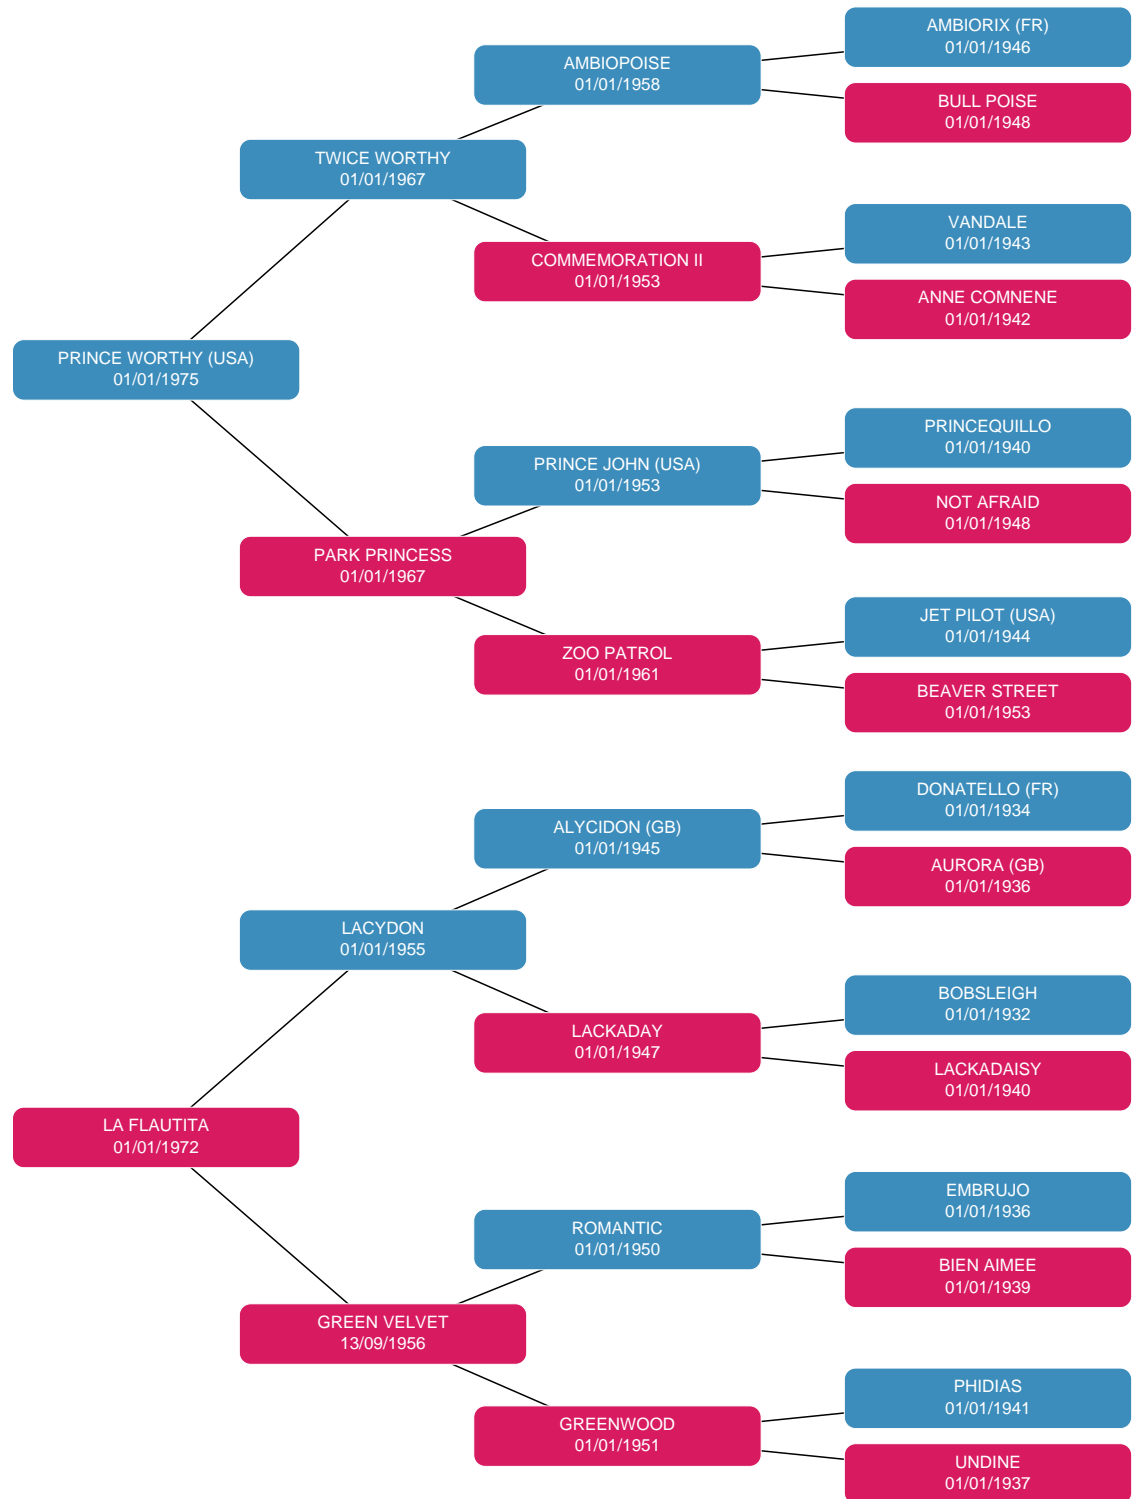 AMBIORIX (FR)
01/01/1946
AMBIOPOISE
01/01/1958
BULL POISE
01/01/1948
TWICE WORTHY
01/01/1967
VANDALE
01/01/1943
COMMEMORATION II
01/01/1953
ANNE COMNENE
01/01/1942
PRINCE WORTHY (USA)
01/01/1975
PRINCEQUILLO
01/01/1940
PRINCE JOHN (USA)
01/01/1953
NOT AFRAID
01/01/1948
PARK PRINCESS
01/01/1967
JET PILOT (USA)
01/01/1944
ZOO PATROL
01/01/1961
BEAVER STREET
01/01/1953
DONATELLO (FR)
01/01/1934
ALYCIDON (GB)
01/01/1945
AURORA (GB)
01/01/1936
LACYDON
01/01/1955
BOBSLEIGH
01/01/1932
LACKADAY
01/01/1947
LACKADAISY
01/01/1940
LA FLAUTITA
01/01/1972
EMBRUJO
01/01/1936
ROMANTIC
01/01/1950
BIEN AIMEE
01/01/1939
GREEN VELVET
13/09/1956
PHIDIAS
01/01/1941
GREENWOOD
01/01/1951
UNDINE
01/01/1937